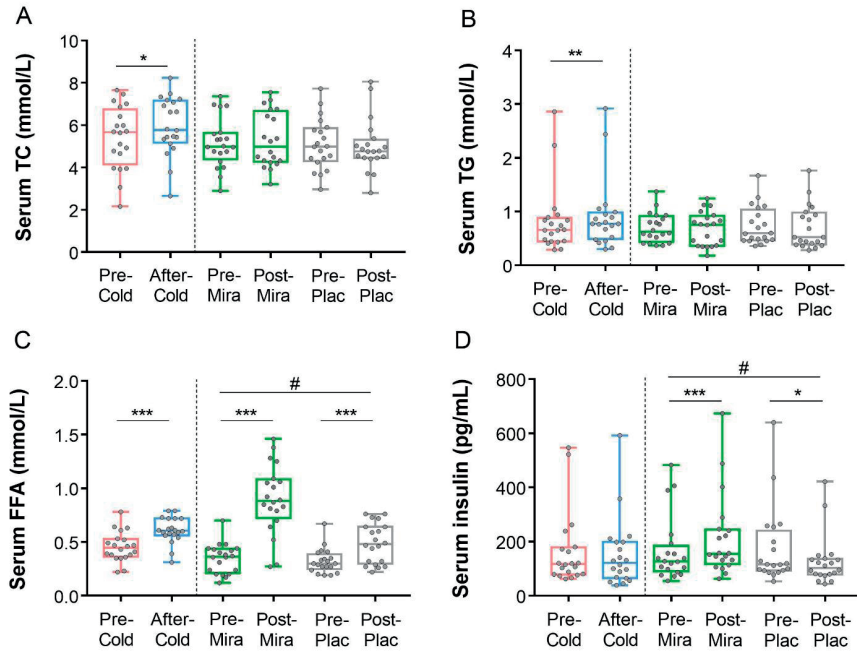 A
Serum TC (mmol/L)
10
8
6
4
2
0
*
Pre- After- Pre- Post- Pre- Post-
Cold Cold Mira Mira Plac Plac
B
Serum TG (mmol/L)
4
3
2
1
0
**
Pre- After- Pre- Post- Pre- Post-
Cold Cold Mira Mira Plac Plac
C
Serum FFA (mmol/L)
2.0
1.5
1.0
0.5
0.0
#
*** *** ***
Pre- After- Pre- Post- Pre- Post-
Cold Cold Mira Mira Plac Plac
D
Serum insulin (pg/mL)
800
600
400
200
0
#
*** *
Pre- After- Pre- Post- Pre- Post-
Cold Cold Mira Mira Plac Plac